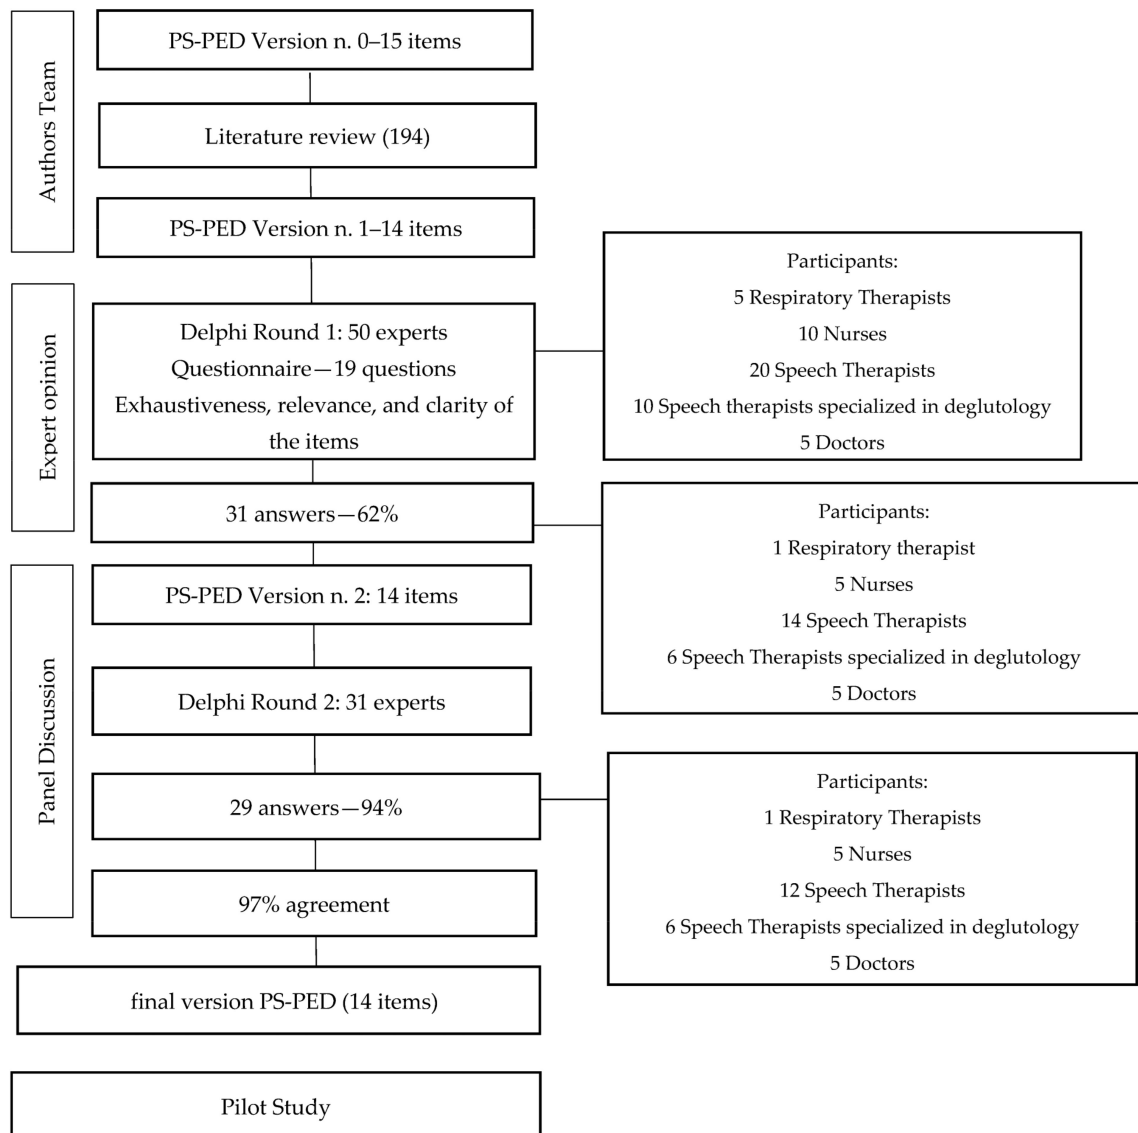 Authors Team
PS-PED Version n. 0–15 items
Literature review (194)
PS-PED Version n. 1–14 items
Expert opinion
Delphi Round 1: 50 experts
Questionnaire—19 questions
Exhaustiveness, relevance, and clarity of
the items
Participants:
5 Respiratory Therapists
10 Nurses
20 Speech Therapists
10 Speech therapists specialized in deglutology
5 Doctors
31 answers—62%
Participants:
1 Respiratory therapist
5 Nurses
14 Speech Therapists
6 Speech Therapists specialized in deglutology
5 Doctors
Panel Discussion
PS-PED Version n. 2: 14 items
Delphi Round 2: 31 experts
29 answers—94%
Participants:
1 Respiratory Therapists
5 Nurses
12 Speech Therapists
6 Speech Therapists specialized in deglutology
5 Doctors
97% agreement
final version PS-PED (14 items)
Pilot Study